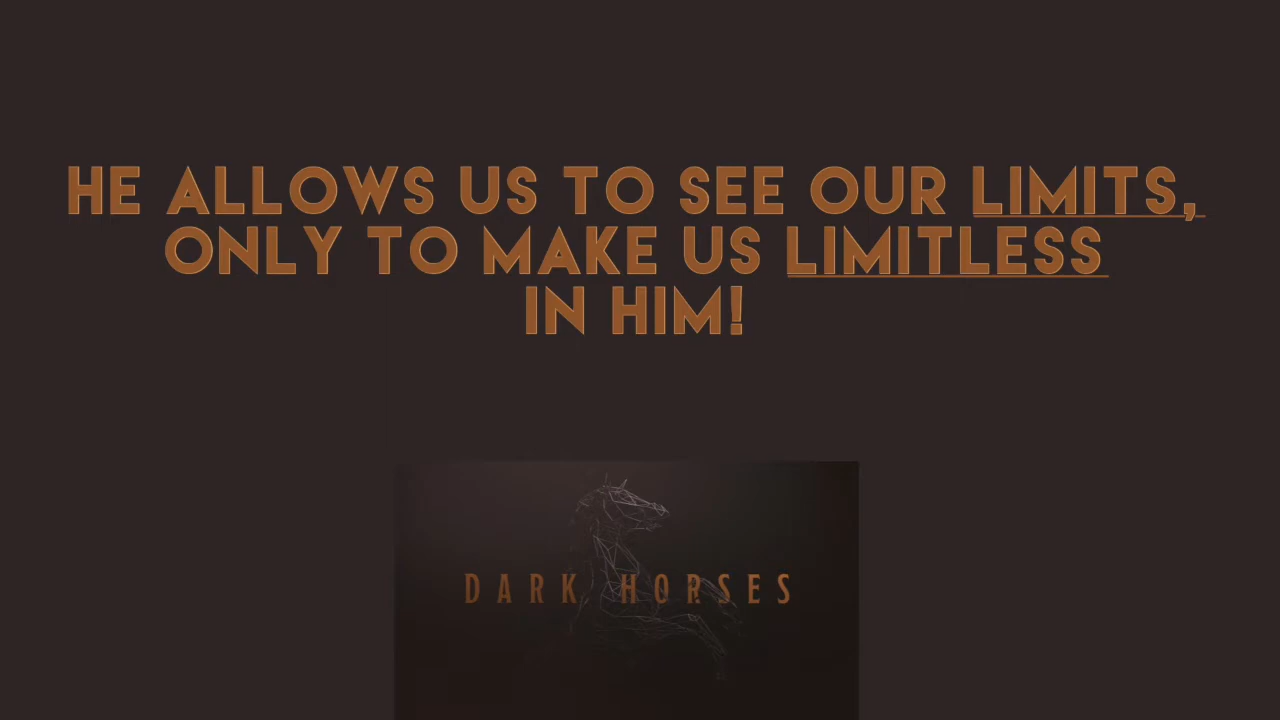 HE ALLOWS US TO SEE OUR LIMITS,
ONLY TO MAKE US LIMITLESS
IN HIM!
DARK HORSES